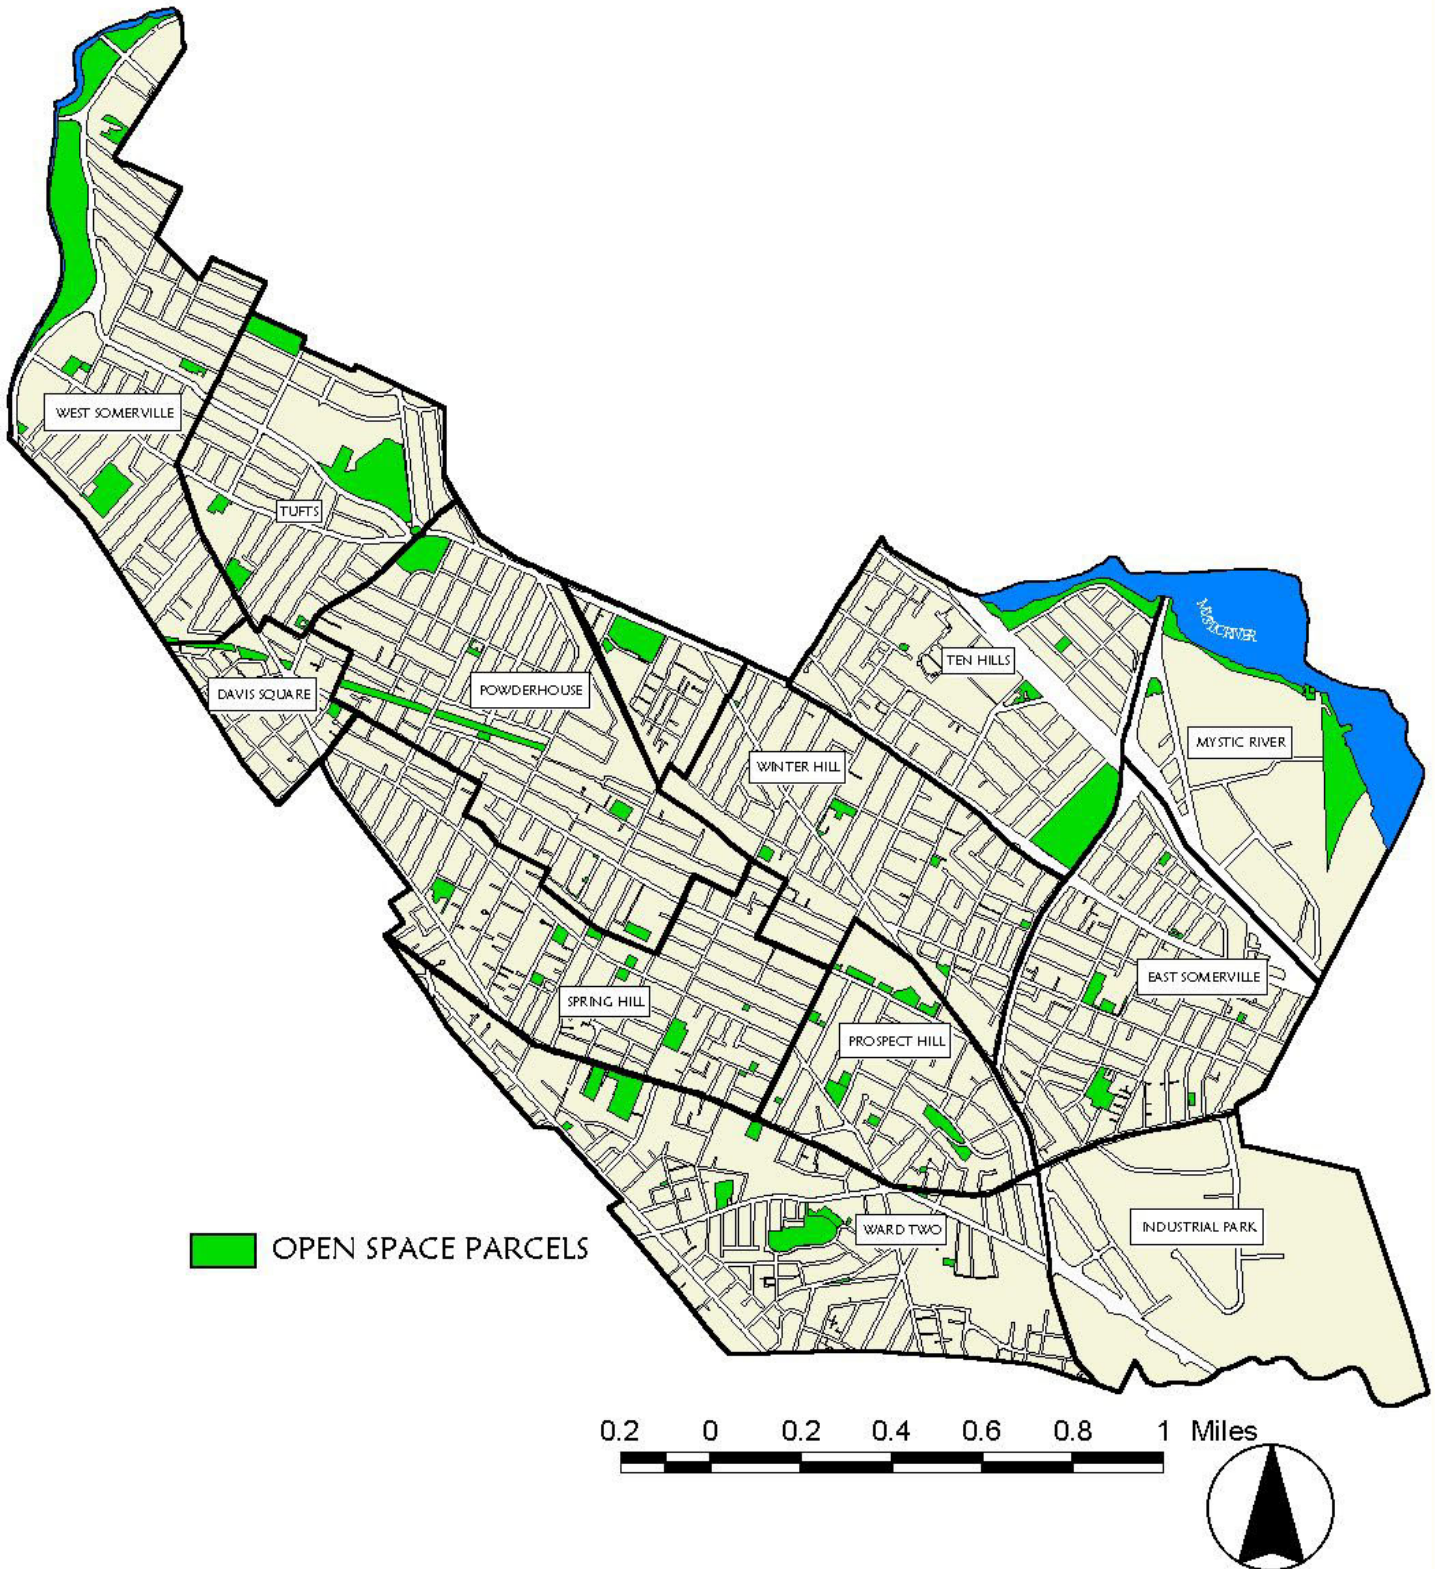 WEST SOMERVILLE
TUFTS
DAVIS SQUARE
POWDERHOUSE
TEN HILLS
MYSTIC RIVER
MYSTIC RIVER
WINTER HILL
EAST SOMERVILLE
SPRING HILL
PROSPECT HILL
WARD TWO
INDUSTRIAL PARK
OPEN SPACE PARCELS
0.2 0 0.2 0.4 0.6 0.8 1 Miles